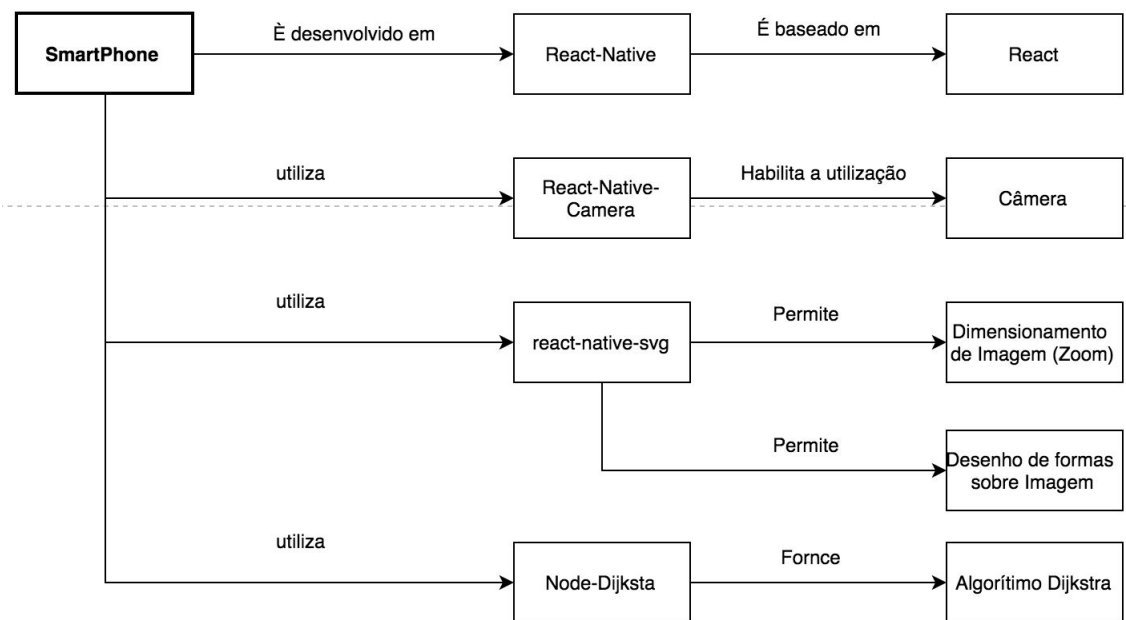 SmartPhone
È desenvolvido em
React-Native
É baseado em
React
utiliza
React-Native-
Camera
Habilita a utilização
Câmera
utiliza
react-native-svg
Permite
Dimensionamento
de Imagem (Zoom)
Permite
Desenho de formas
sobre Imagem
utiliza
Node-Dijksta
Fornce
Algorítimo Dijkstra